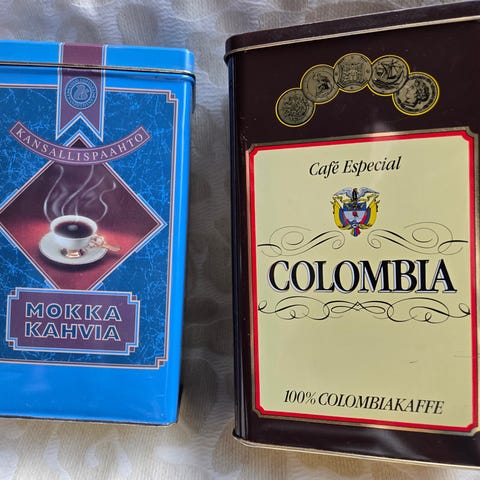 KANSALLISPAAHTO
MOKKA
KAHVIA
Café Especial
COLOMBIA
100% COLOMBIAKAFFE